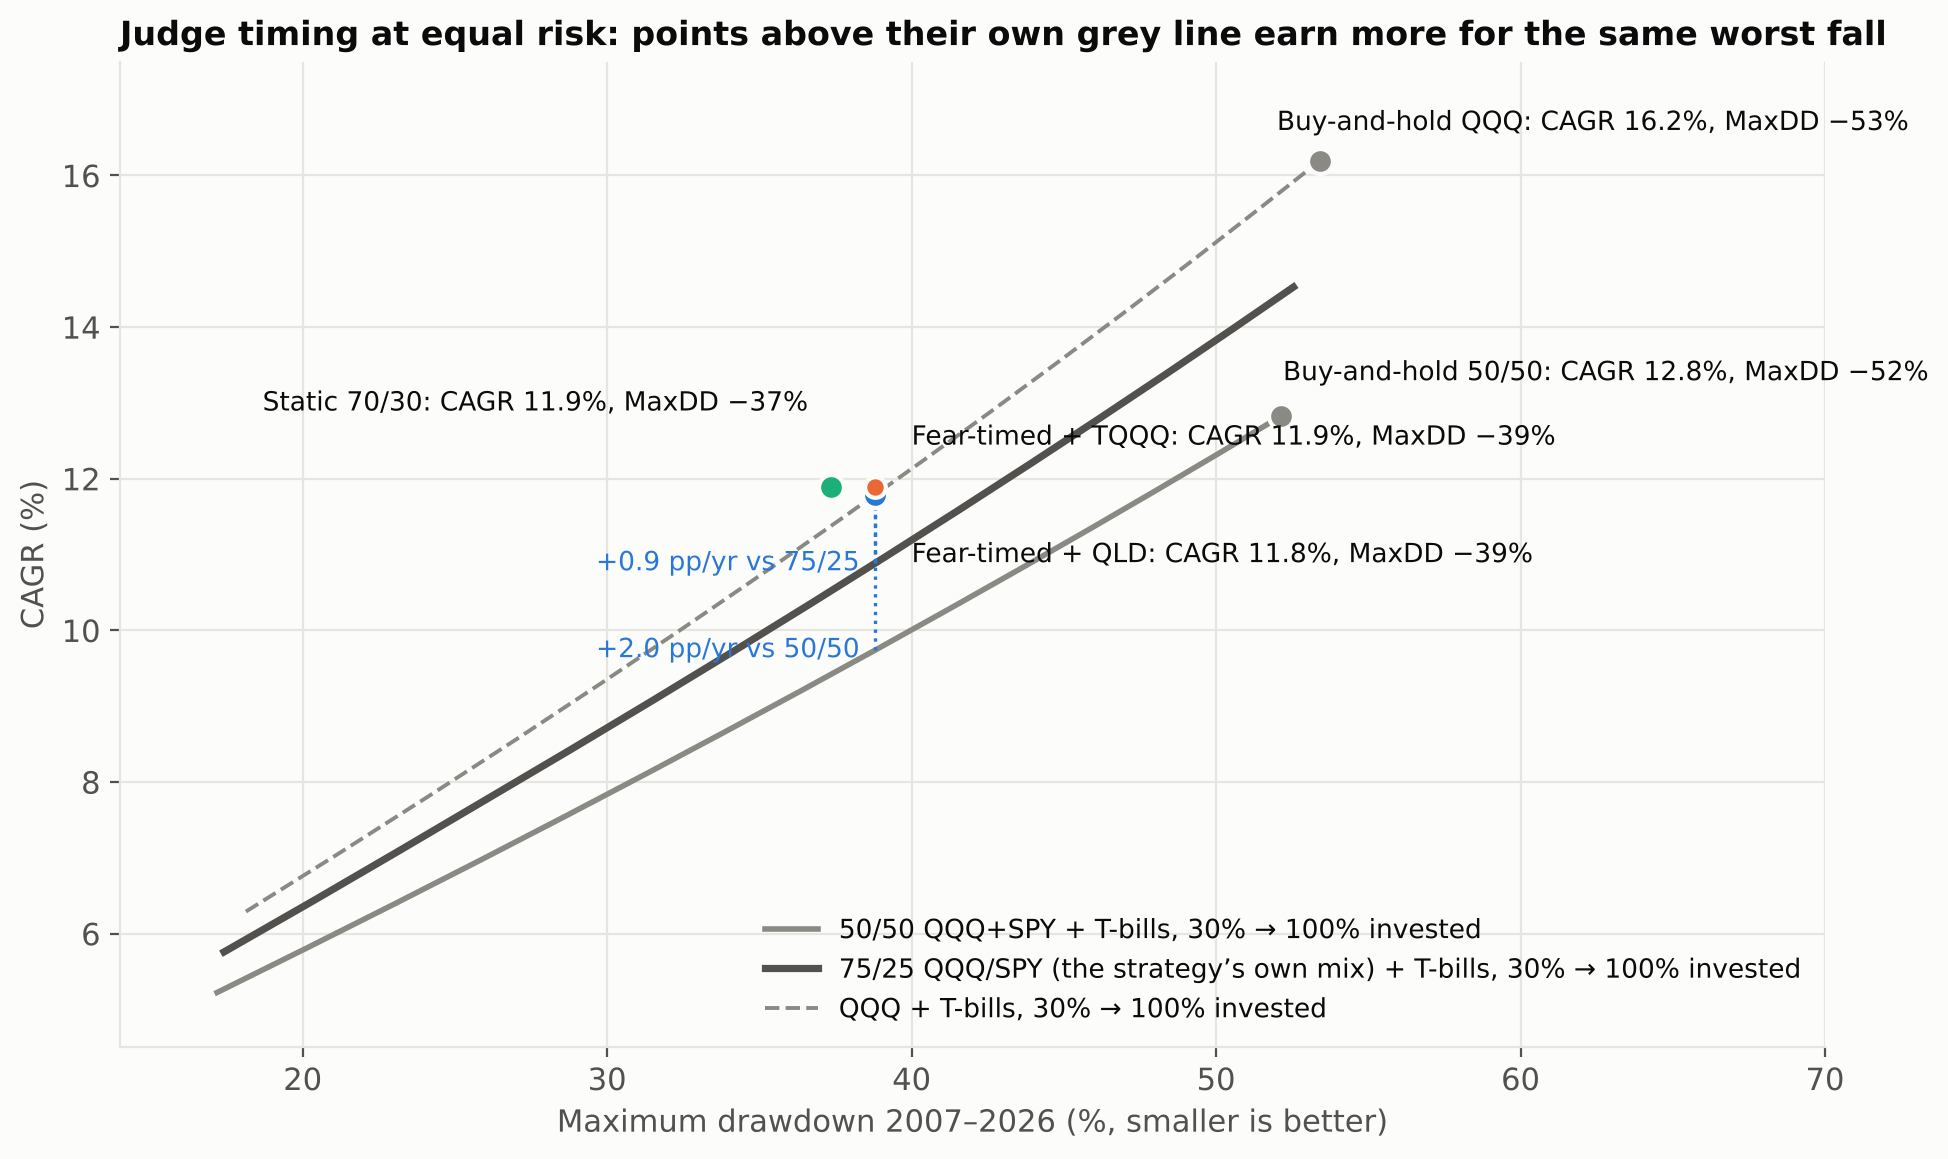 Judge timing at equal risk: points above their own grey line earn more for the same worst fall
Buy-and-hold QQQ: CAGR 16.2%, MaxDD −53%
Buy-and-hold 50/50: CAGR 12.8%, MaxDD −52%
Static 70/30: CAGR 11.9%, MaxDD −37%
Fear-timed + TQQQ: CAGR 11.9%, MaxDD −39%
Fear-timed + QLD: CAGR 11.8%, MaxDD −39%
+0.9 pp/yr vs 75/25
+2.0 pp/yr vs 50/50
CAGR (%)
16
14
12
10
8
6
50/50 QQQ+SPY + T-bills, 30% → 100% invested
75/25 QQQ/SPY (the strategy’s own mix) + T-bills, 30% → 100% invested
QQQ + T-bills, 30% → 100% invested
20
30
40
50
60
70
Maximum drawdown 2007–2026 (%, smaller is better)